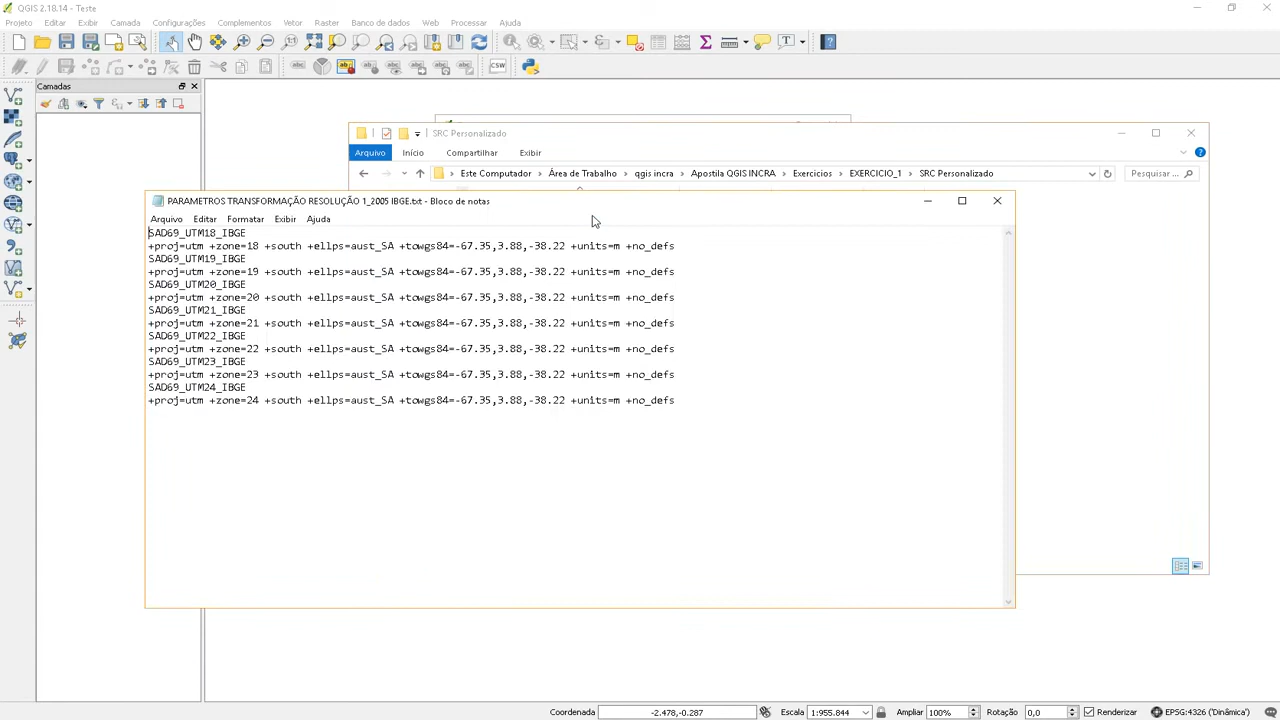 QGIS 2.18.14 - Teste
Projeto Editar Exibir Camada Configurações Complementos Vetor Raster Banco de dados Web Processar Ajuda
Camadas
SRC Personalizado
Arquivo Início Compartilhar Exibir
Este Computador Área de Trabalho qgis incra Apostila QGIS INCRA Exercicios EXERCICIO_1 SRC Personalizado Pesquisar ...
PARAMETROS TRANSFORMAÇÃO RESOLUÇÃO 1_2005 IBGE.txt - Bloco de notas
Arquivo Editar Formatar Exibir Ajuda
SAD69_UTM18_IBGE
+proj=utm +zone=18 +south +ellps=aust_SA +towgs84=-67.35,3.88,-38.22 +units=m +no_defs
SAD69_UTM19_IBGE
+proj=utm +zone=19 +south +ellps=aust_SA +towgs84=-67.35,3.88,-38.22 +units=m +no_defs
SAD69_UTM20_IBGE
+proj=utm +zone=20 +south +ellps=aust_SA +towgs84=-67.35,3.88,-38.22 +units=m +no_defs
SAD69_UTM21_IBGE
+proj=utm +zone=21 +south +ellps=aust_SA +towgs84=-67.35,3.88,-38.22 +units=m +no_defs
SAD69_UTM22_IBGE
+proj=utm +zone=22 +south +ellps=aust_SA +towgs84=-67.35,3.88,-38.22 +units=m +no_defs
SAD69_UTM23_IBGE
+proj=utm +zone=23 +south +ellps=aust_SA +towgs84=-67.35,3.88,-38.22 +units=m +no_defs
SAD69_UTM24_IBGE
+proj=utm +zone=24 +south +ellps=aust_SA +towgs84=-67.35,3.88,-38.22 +units=m +no_defs
Coordenada -2.478,-0.287 Escala 1:955.844 Ampliar 100% Rotação 0,0 Renderizar EPSG:4326 ('Dinâmica')